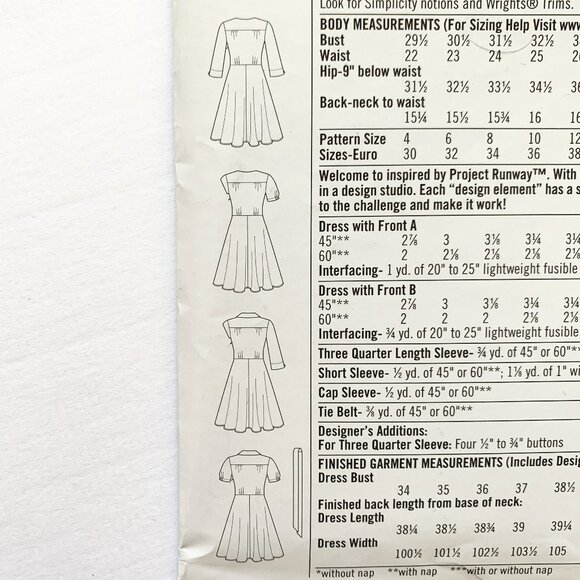 Look for Simplicity notions and Wrights® Trims.
BODY MEASUREMENTS (For Sizing Help Visit www
Bust 29½ 30½ 31½ 32½ 3
Waist 22 23 24 25 2
Hip-9" below waist
31½ 32½ 33½ 34½ 36
Back-neck to waist
15¼ 15½ 15¾ 16 16
Pattern Size 4 6 8 10 12
Sizes-Euro 30 32 34 36 38
Welcome to inspired by Project Runway™. With
in a design studio. Each “design element” has a s
to the challenge and make it work!
Dress with Front A
45"** 2⅞ 3 3⅛ 3¼ 3¼
60"** 2 2⅛ 2⅛ 2⅛ 2⅛
Interfacing- 1 yd. of 20" to 25" lightweight fusible
Dress with Front B
45"** 2⅞ 3 3⅛ 3¼ 3¼
60"** 2 2 2 2⅛ 2⅛
Interfacing- ¾ yd. of 20" to 25" lightweight fusible
Three Quarter Length Sleeve- ¾ yd. of 45" or 60"**
Short Sleeve- ½ yd. of 45" or 60"**; 1⅛ yd. of 1" wi
Cap Sleeve- ½ yd. of 45" or 60"**
Tie Belt- ⅝ yd. of 45" or 60"**
Designer's Additions:
For Three Quarter Sleeve: Four ½" to ¾" buttons
FINISHED GARMENT MEASUREMENTS (Includes Desig
Dress Bust
34 35 36 37 38½
Finished back length from base of neck:
Dress Length
38¼ 38½ 38¾ 39 39¼
Dress Width
100½ 101½ 102½ 103½ 105
*without nap **with nap ***with or without nap